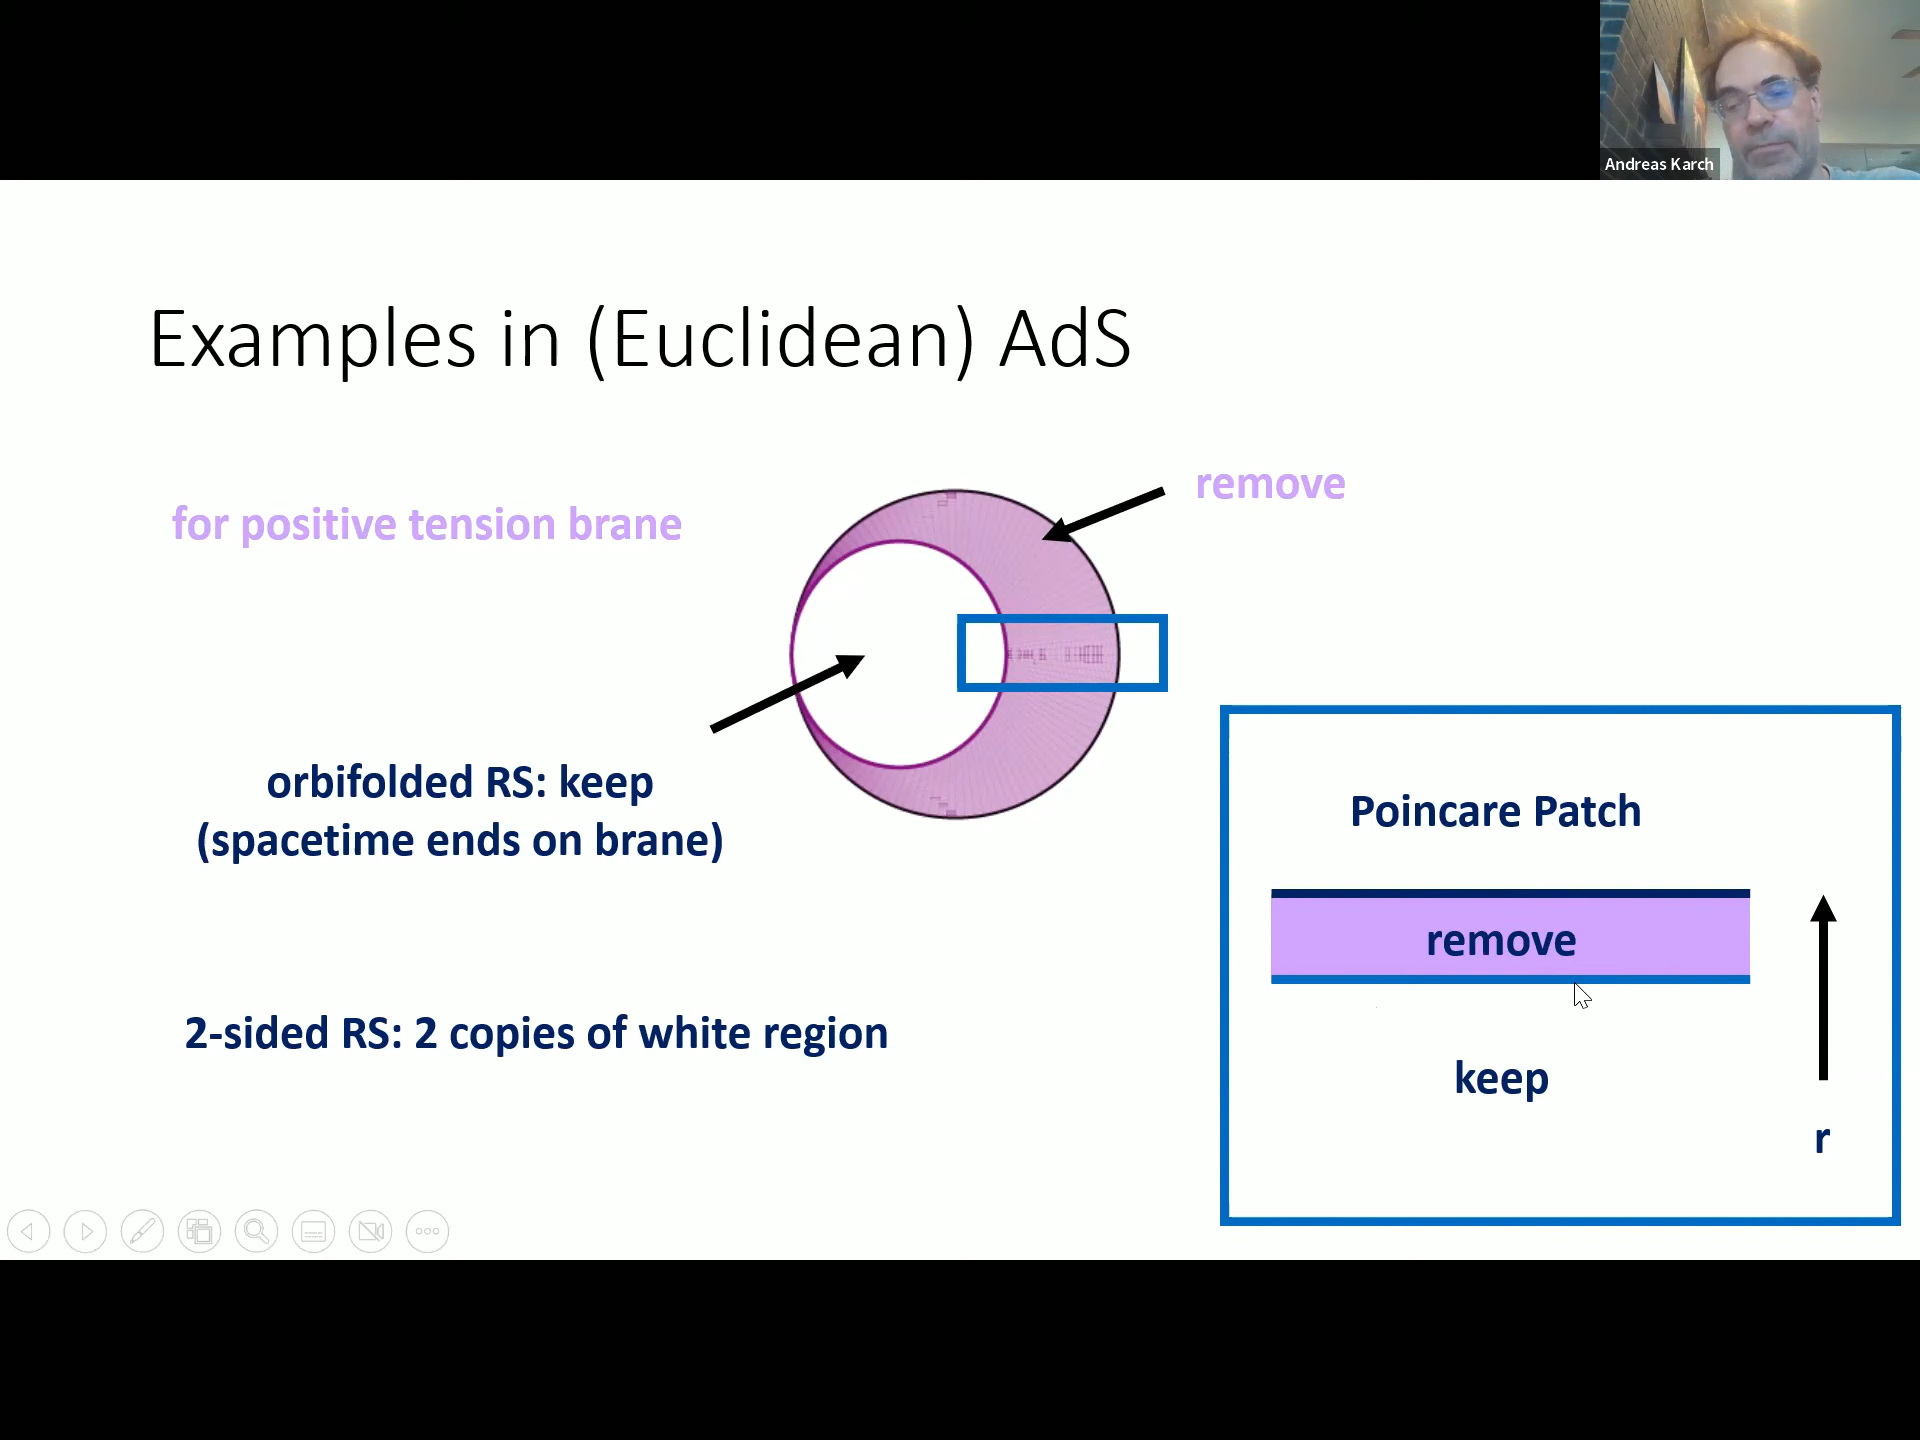 Andreas Karch
Examples in (Euclidean) AdS
for positive tension brane
remove
orbifolded RS: keep
(spacetime ends on brane)
2-sided RS: 2 copies of white region
Poincare Patch
remove
keep
r